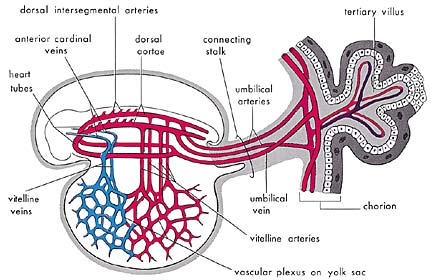 dorsal intersegmental arteries
tertiary villus
anterior cardinal
veins
dorsal
aortae
connecting
stalk
heart
tubes
umbilical
arteries
vitelline
veins
umbilical
vein
chorion
vitelline arteries
vascular plexus on yolk sac